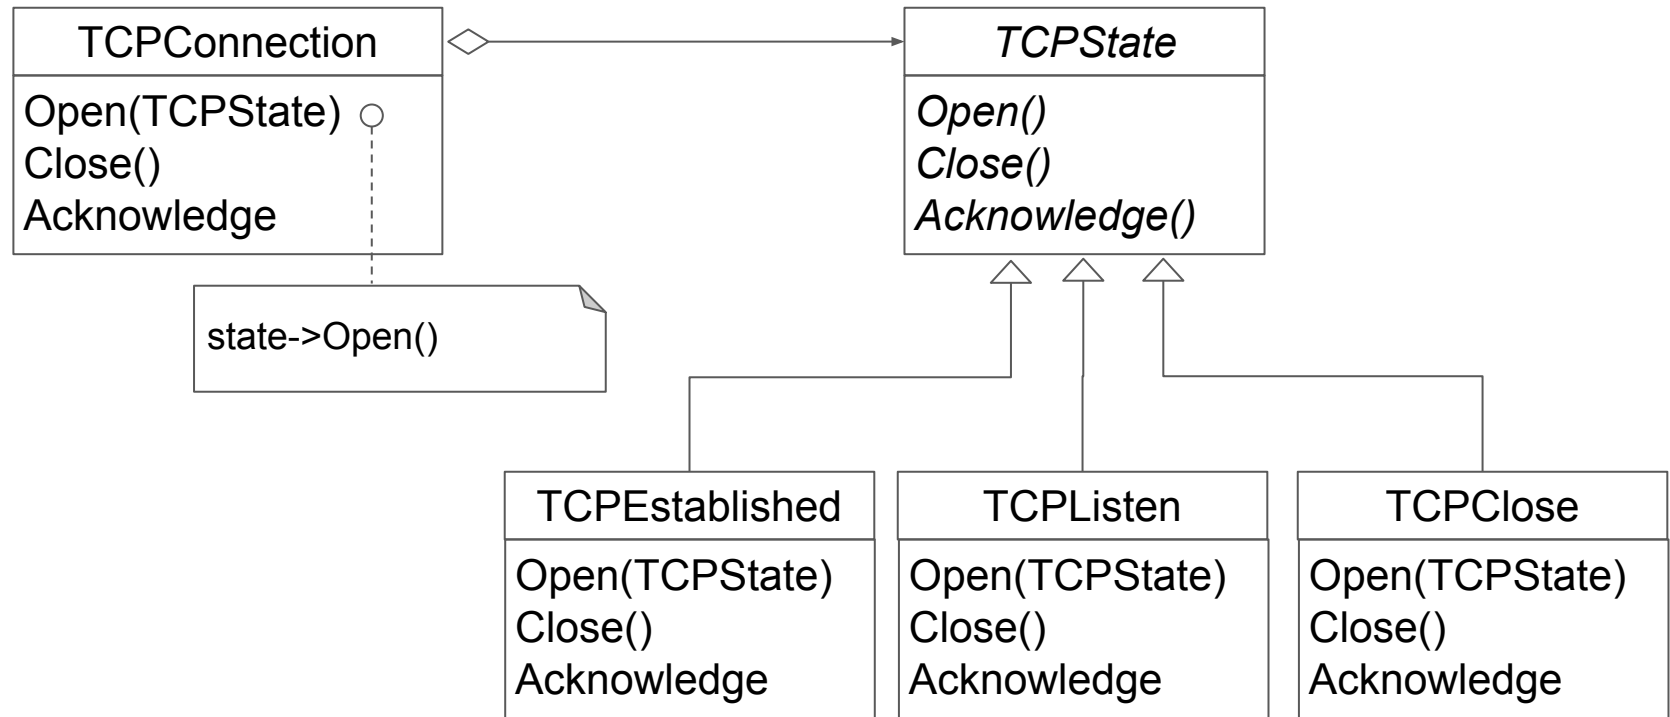 TCPConnection
Open(TCPState)
Close()
Acknowledge
state->Open()
TCPState
Open()
Close()
Acknowledge()
TCPEstablished
Open(TCPState)
Close()
Acknowledge
TCPListen
Open(TCPState)
Close()
Acknowledge
TCPClose
Open(TCPState)
Close()
Acknowledge